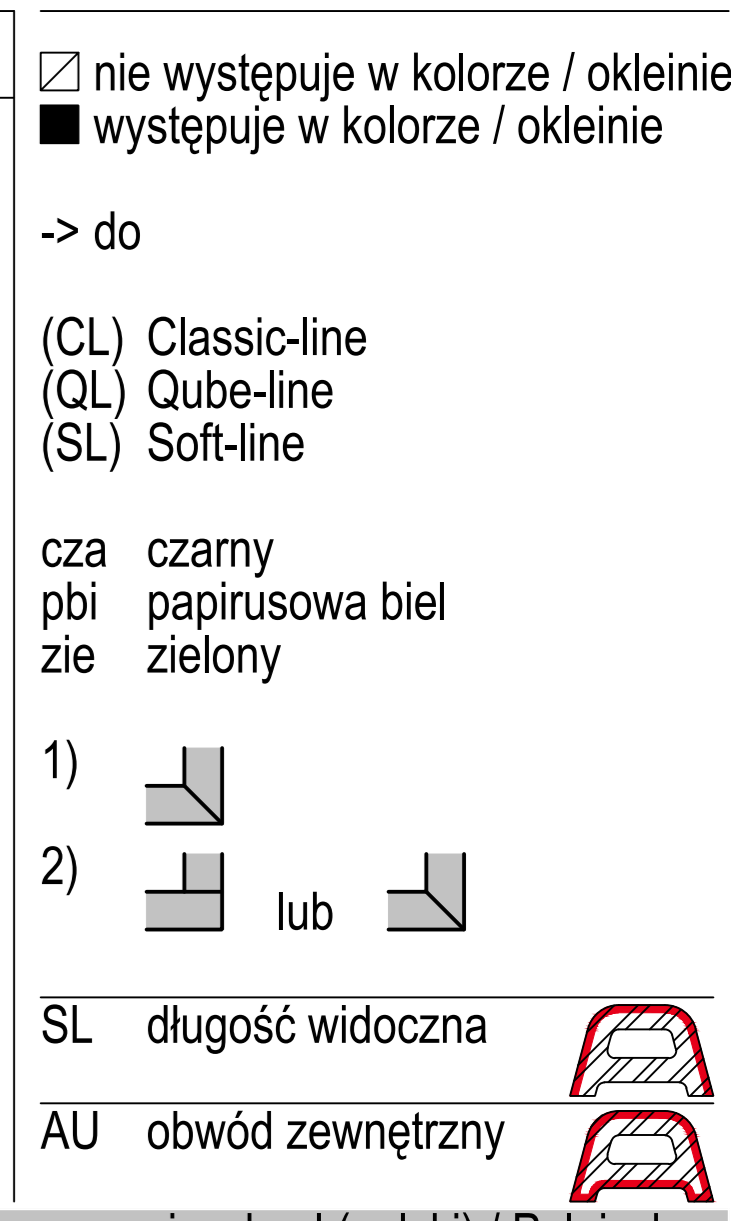 nie występuje w kolorze / okleinie
występuje w kolorze / okleinie
-> do
(CL) Classic-line
(QL) Qube-line
(SL) Soft-line
cza czarny
pbi papirusowa biel
zie zielony
1)
2) lub
SL długość widoczna
AU obwód zewnętrzny